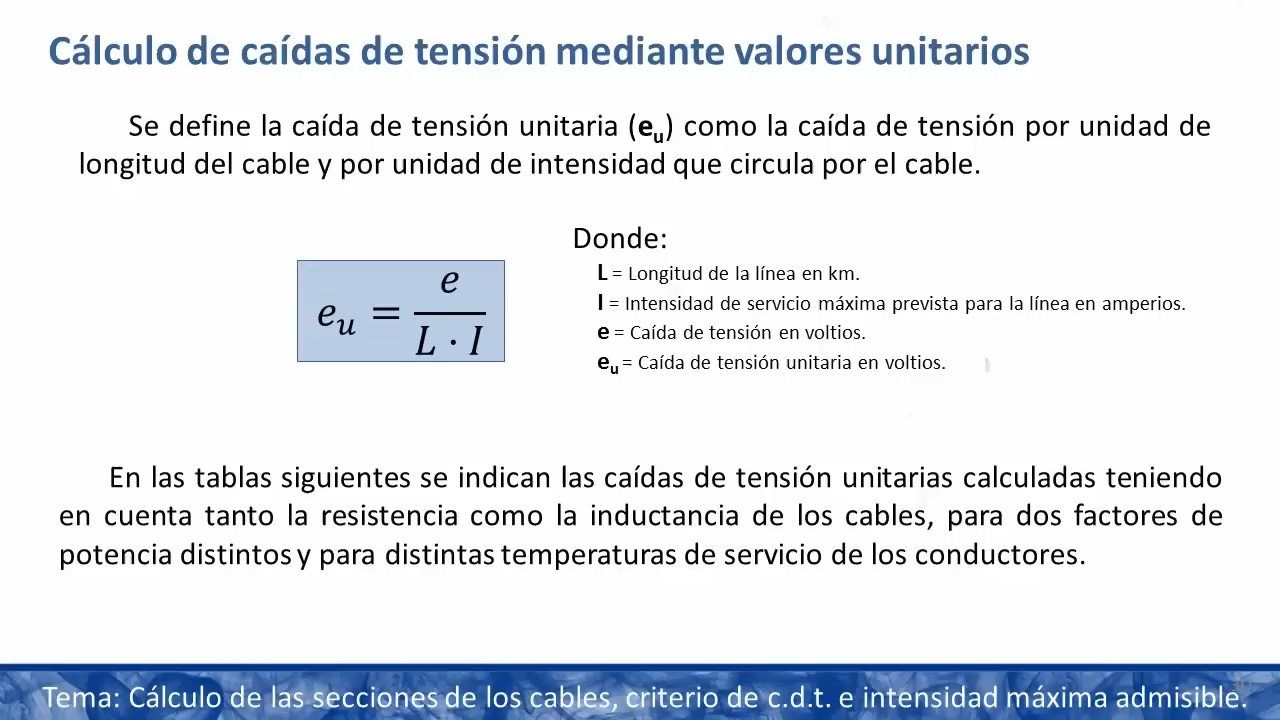 Cálculo de caídas de tensión mediante valores unitarios
Se define la caída de tensión unitaria (eu) como la caída de tensión por unidad de
longitud del cable y por unidad de intensidad que circula por el cable.
eu = e / L · I
Donde:
L = Longitud de la línea en km.
I = Intensidad de servicio máxima prevista para la línea en amperios.
e = Caída de tensión en voltios.
eu = Caída de tensión unitaria en voltios.
En las tablas siguientes se indican las caídas de tensión unitarias calculadas teniendo
en cuenta tanto la resistencia como la inductancia de los cables, para dos factores de
potencia distintos y para distintas temperaturas de servicio de los conductores.
Tema: Cálculo de las secciones de los cables, criterio de c.d.t. e intensidad máxima admisible.